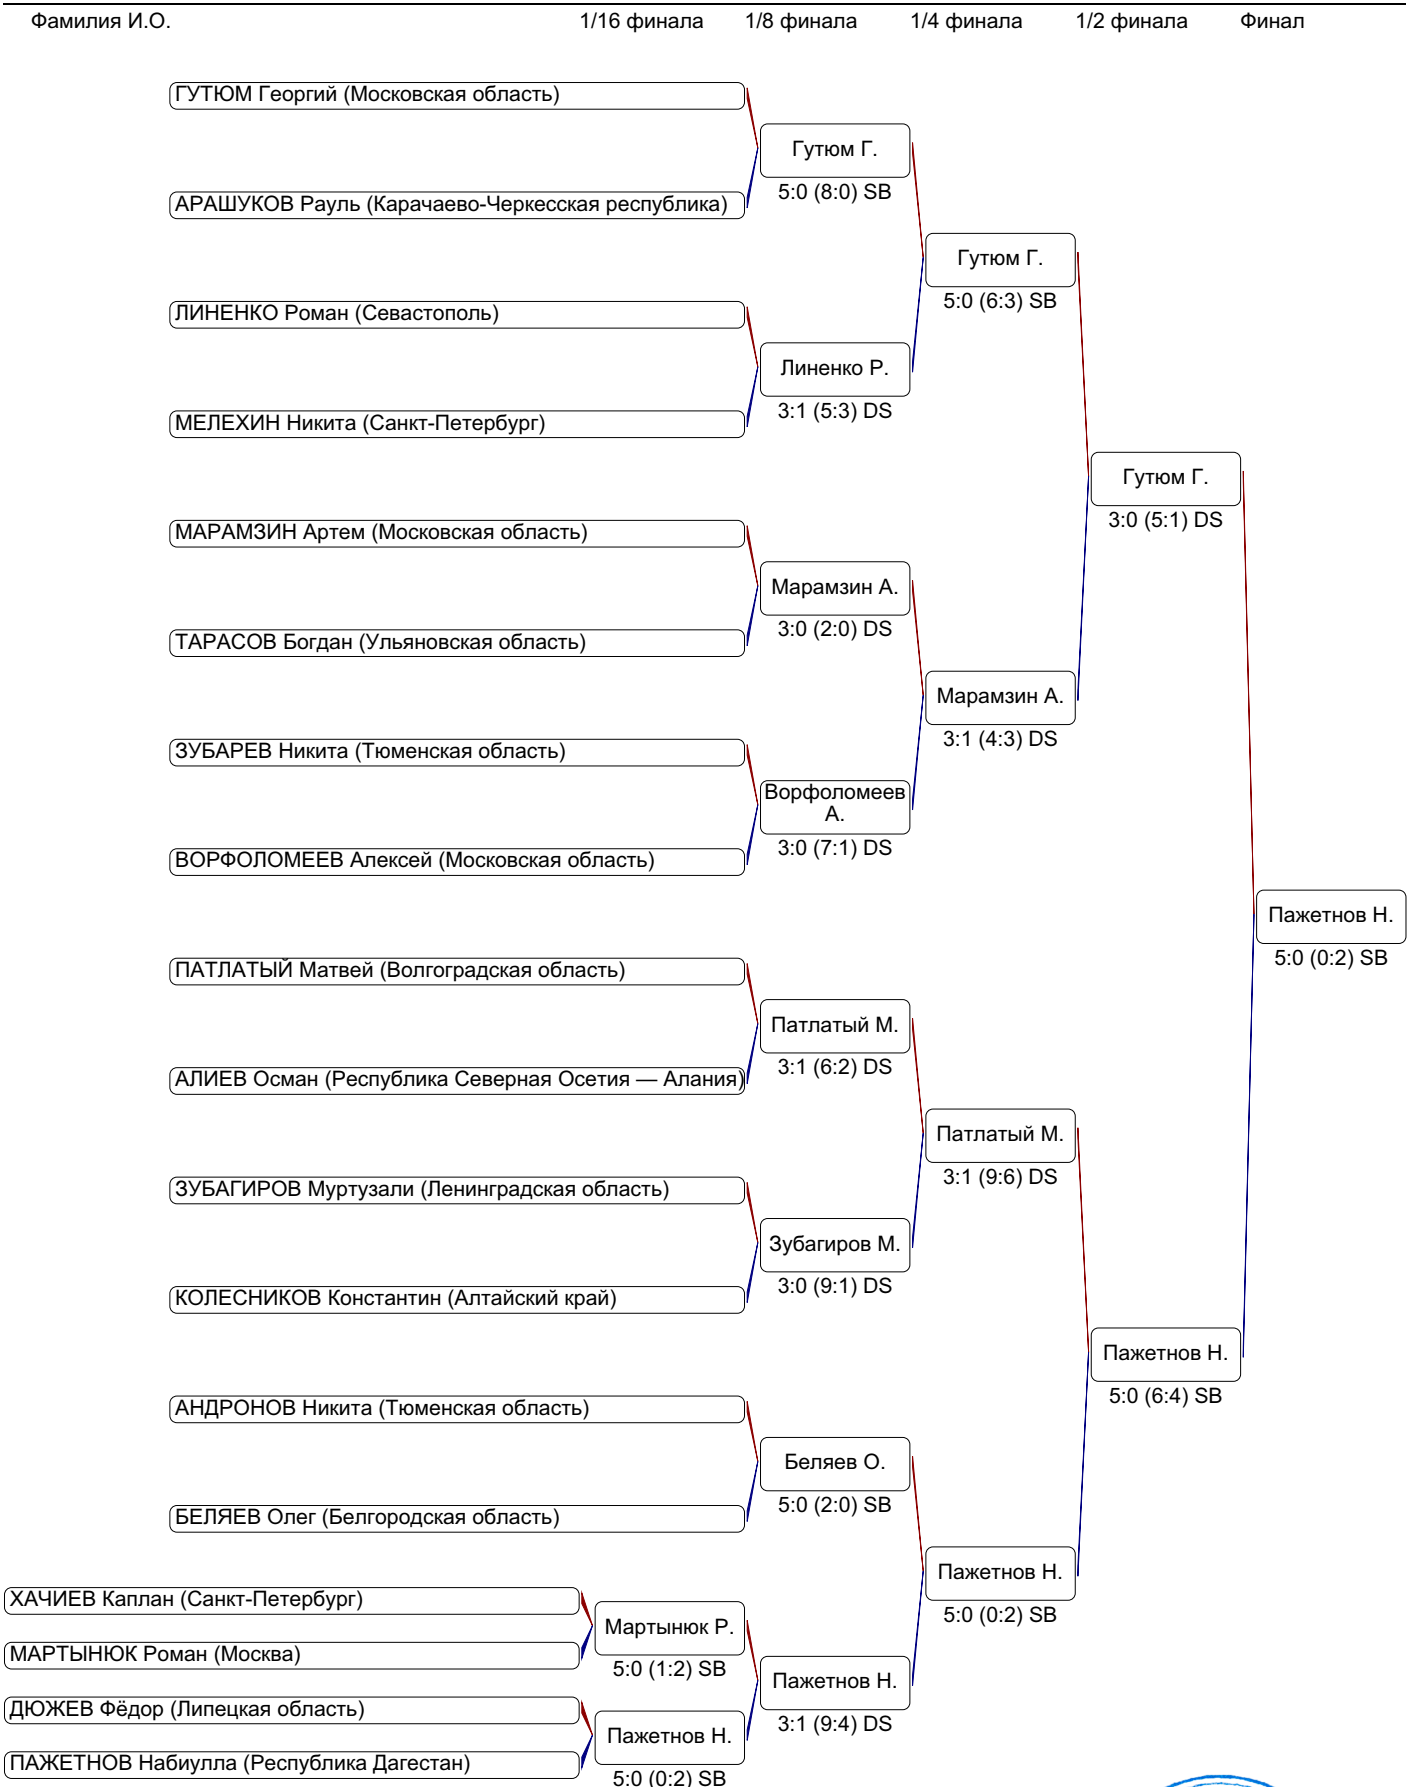 Фамилия И.О. 1/16 финала 1/8 финала 1/4 финала 1/2 финала Финал
ГУТЮМ Георгий (Московская область)
Гутюм Г.
5:0 (8:0) SB
АРАШУКОВ Рауль (Карачаево-Черкесская республика)
Гутюм Г.
5:0 (6:3) SB
ЛИНЕНКО Роман (Севастополь)
Линенко Р.
3:1 (5:3) DS
МЕЛЕХИН Никита (Санкт-Петербург)
Гутюм Г.
3:0 (5:1) DS
МАРАМЗИН Артем (Московская область)
Марамзин А.
3:0 (2:0) DS
ТАРАСОВ Богдан (Ульяновская область)
Марамзин А.
3:1 (4:3) DS
ЗУБАРЕВ Никита (Тюменская область)
Ворфоломеев
А.
3:0 (7:1) DS
ВОРФОЛОМЕЕВ Алексей (Московская область)
Пажетнов Н.
5:0 (0:2) SB
ПАТЛАТЫЙ Матвей (Волгоградская область)
Патлатый М.
3:1 (6:2) DS
АЛИЕВ Осман (Республика Северная Осетия — Алания)
Патлатый М.
3:1 (9:6) DS
ЗУБАГИРОВ Муртузали (Ленинградская область)
Зубагиров М.
3:0 (9:1) DS
КОЛЕСНИКОВ Константин (Алтайский край)
Пажетнов Н.
5:0 (6:4) SB
АНДРОНОВ Никита (Тюменская область)
Беляев О.
5:0 (2:0) SB
БЕЛЯЕВ Олег (Белгородская область)
Пажетнов Н.
5:0 (0:2) SB
ХАЧИЕВ Каплан (Санкт-Петербург)
Мартынюк Р.
5:0 (1:2) SB
МАРТЫНЮК Роман (Москва)
Пажетнов Н.
3:1 (9:4) DS
ДЮЖЕВ Фёдор (Липецкая область)
Пажетнов Н.
5:0 (0:2) SB
ПАЖЕТНОВ Набиулла (Республика Дагестан)